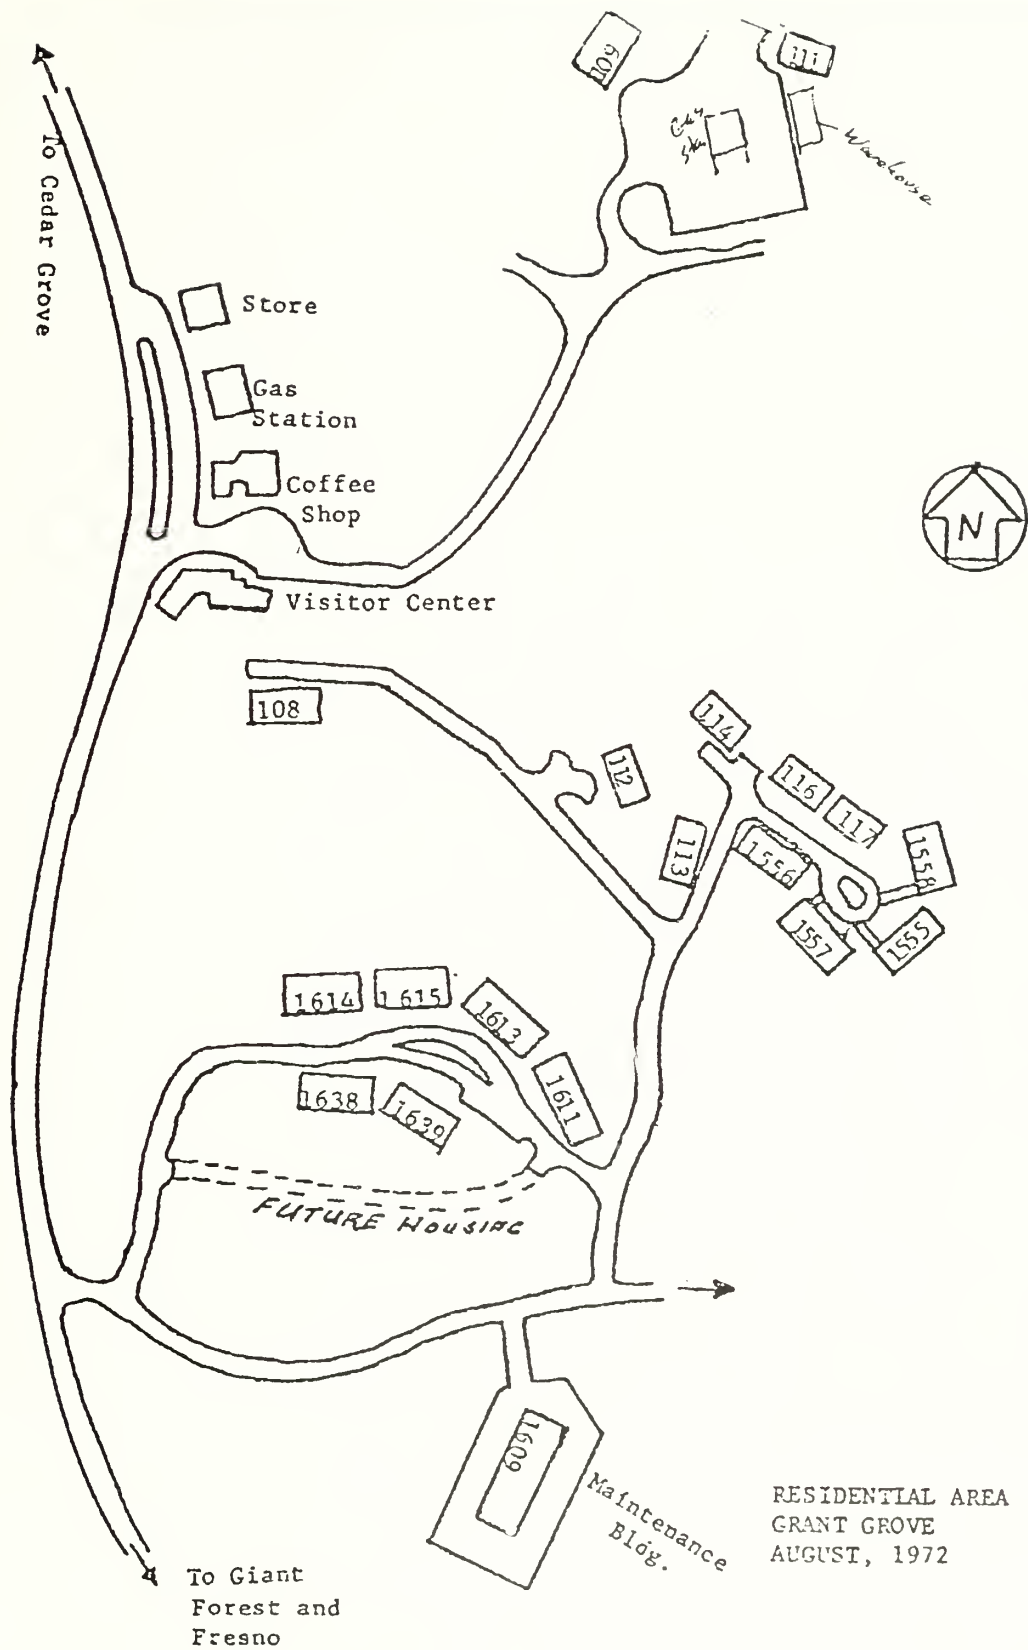 109
111
Gas
Sta
Warehouse
To Cedar Grove
Store
Gas
Station
Coffee
Shop
N
Visitor Center
108
112
114
116
117
113
1556
1558
1557
1555
1614
1615
1613
1611
1638
1639
FUTURE HOUSING
1609
Maintenance
Bldg.
RESIDENTIAL AREA
GRANT GROVE
AUGUST, 1972
To Giant
Forest and
Fresno